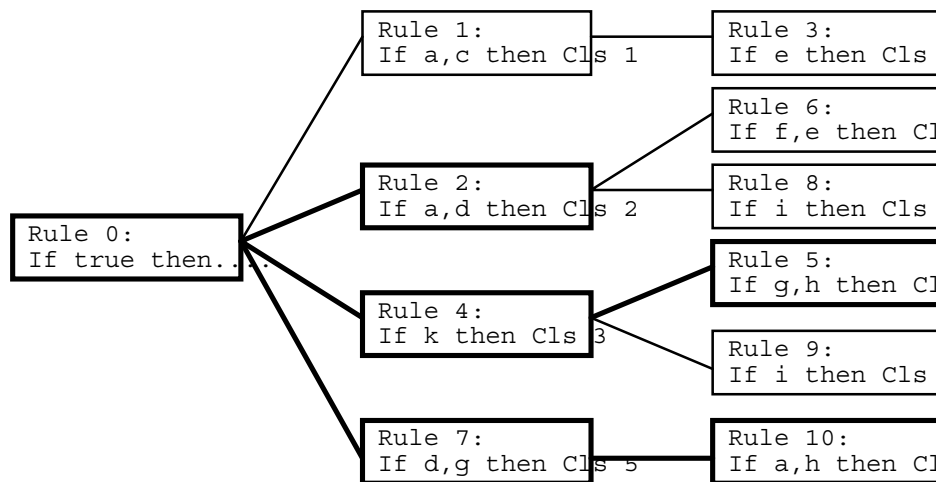 Rule 0:
If true then....
Rule 1:
If a,c then Cls 1
Rule 2:
If a,d then Cls 2
Rule 4:
If k then Cls 3
Rule 7:
If d,g then Cls 5
Rule 3:
If e then Cls
Rule 6:
If f,e then
Rule 8:
If i then Cls
Rule 5:
If g,h then
Rule 9:
If i then Cls
Rule 10:
If a,h then